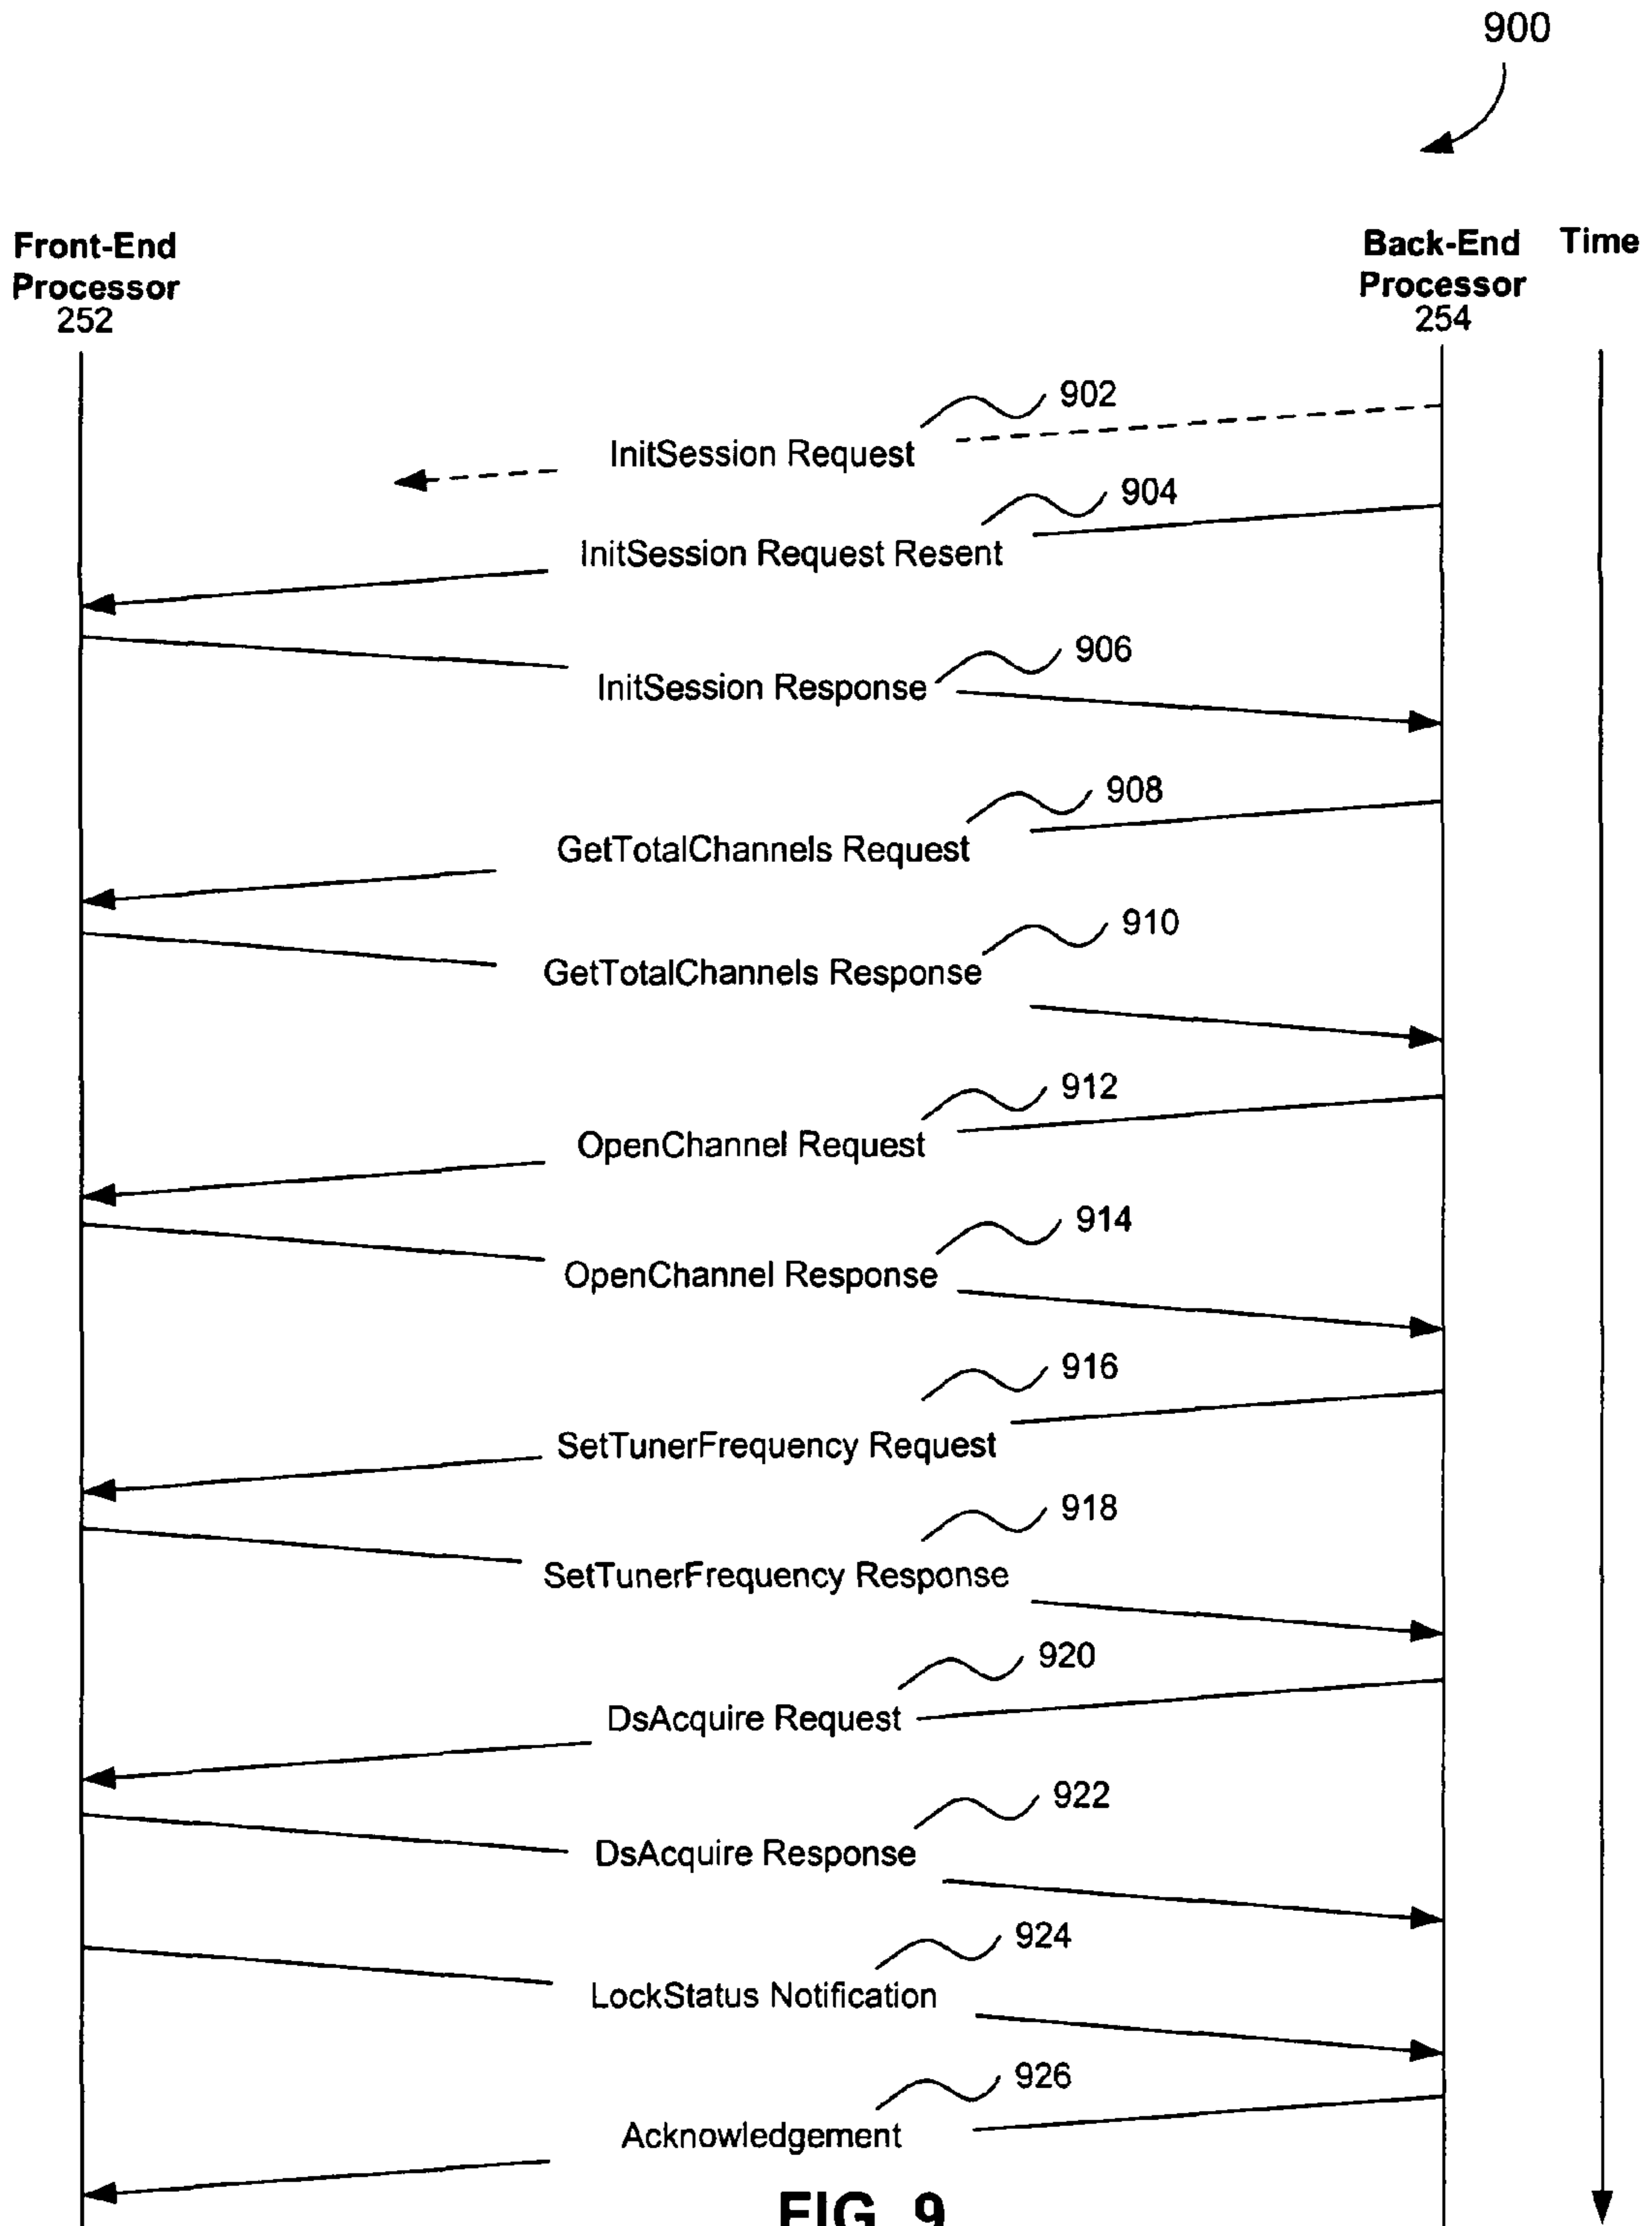 900
Front-End
Processor
252
Back-End
Processor
254
Time
902
InitSession Request
904
InitSession Request Resent
906
InitSession Response
908
GetTotalChannels Request
910
GetTotalChannels Response
912
OpenChannel Request
914
OpenChannel Response
916
SetTunerFrequency Request
918
SetTunerFrequency Response
920
DsAcquire Request
922
DsAcquire Response
924
LockStatus Notification
926
Acknowledgement
FIG. 9